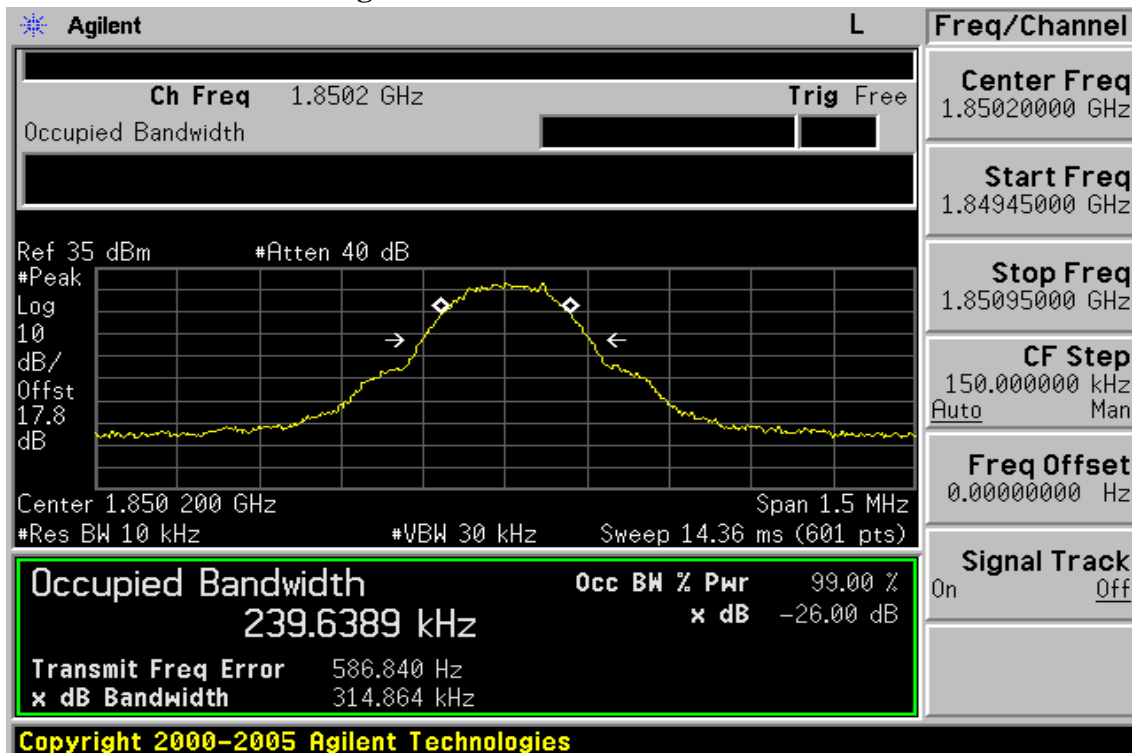 Agilent L Freq/Channel
Ch Freq 1.8502 GHz Trig Free
Occupied Bandwidth
Center Freq
1.85020000 GHz
Start Freq
1.84945000 GHz
Stop Freq
1.85095000 GHz
CF Step
150.000000 kHz
Auto Man
Freq Offset
0.00000000 Hz
Signal Track
On Off
Ref 35 dBm #Atten 40 dB
#Peak
Log
10
dB/
Offst
17.8
dB
Center 1.850 200 GHz Span 1.5 MHz
#Res BW 10 kHz #VBW 30 kHz Sweep 14.36 ms (601 pts)
Occupied Bandwidth Occ BW % Pwr 99.00 %
239.6389 kHz x dB -26.00 dB
Transmit Freq Error 586.840 Hz
x dB Bandwidth 314.864 kHz
Copyright 2000-2005 Agilent Technologies